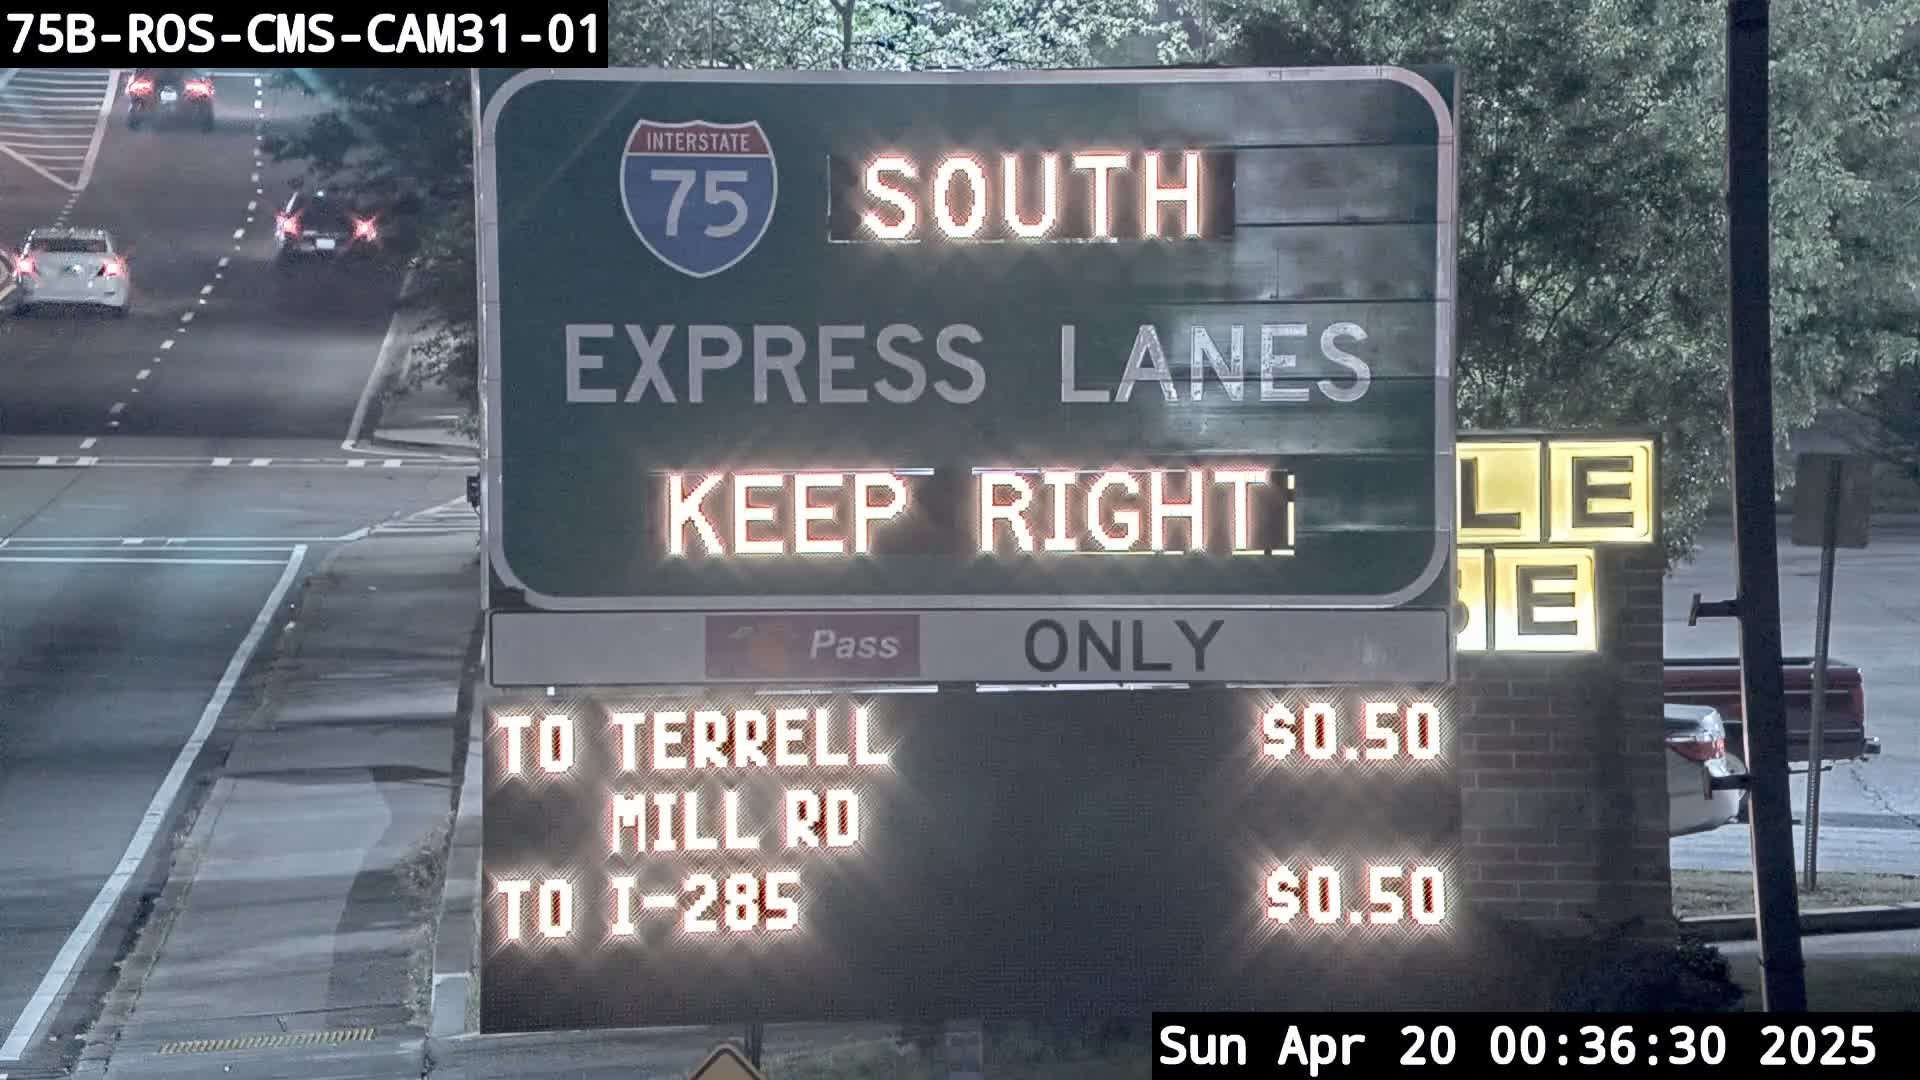 75B-ROS-CMS-CAM31-01
INTERSTATE
75
SOUTH
EXPRESS LANES
KEEP RIGHT
Pass ONLY
TO TERRELL $0.50
MILL RD
TO I-285 $0.50
LE
E
Sun Apr 20 00:36:30 2025